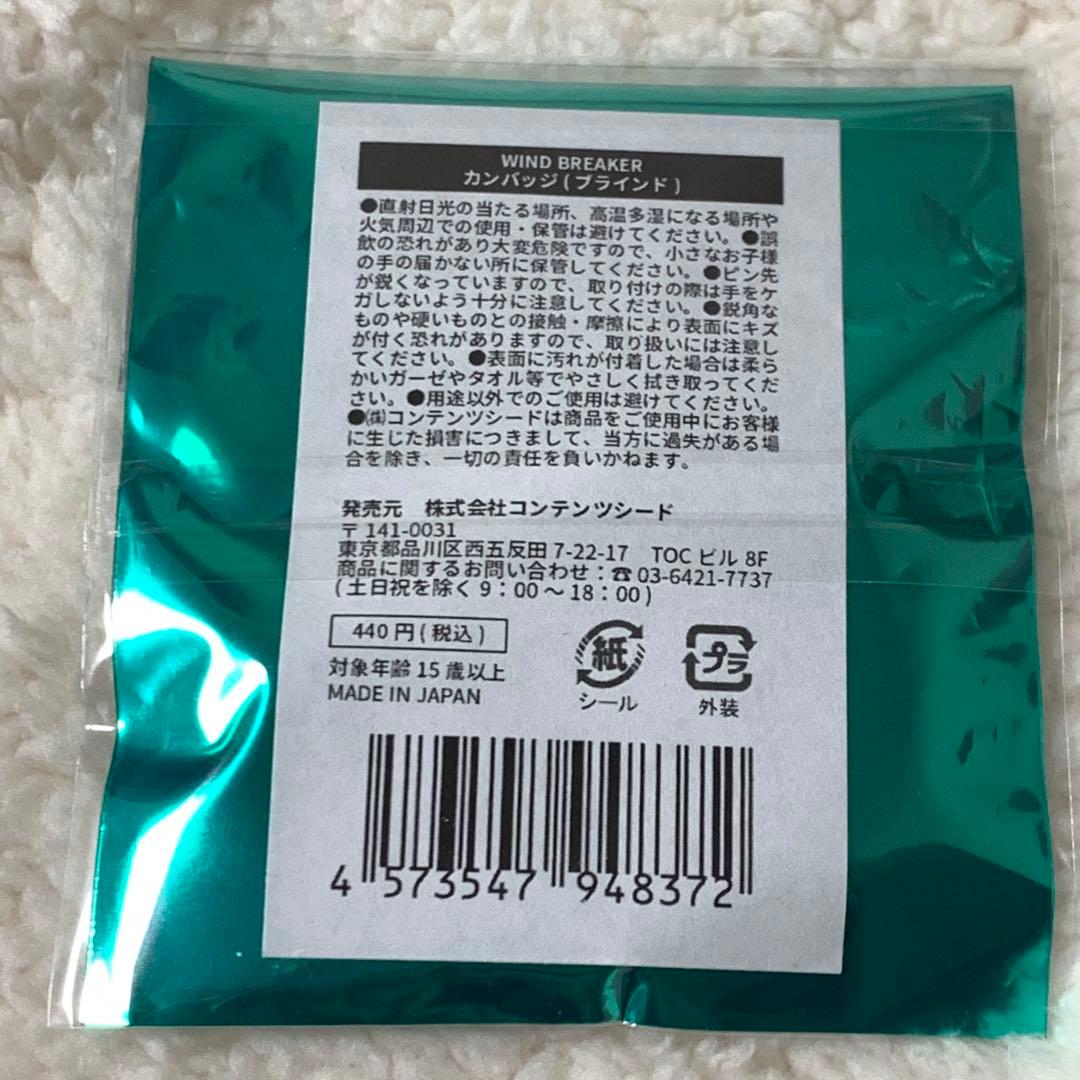 WIND BREAKER
カンバッジ(ブラインド)
●直射日光の当たる場所、高温多湿になる場所や
火気周辺での使用・保管は避けてください。●誤
飲の恐れがあり大変危険ですので、小さなお子様
の手の届かない所に保管してください。●ピン先
が鋭くなっていますので、取り付けの際は手をケ
ガしないよう十分に注意してください。●鋭角な
ものや硬いものとの接触・摩擦により表面にキズ
が付く恐れがありますので、取り扱いには注意し
てください。●表面に汚れが付着した場合は柔ら
かいガーゼやタオル等でやさしく拭き取ってくだ
さい。●用途以外でのご使用は避けてください。
●㈱コンテンツシードは商品をご使用中にお客様
に生じた損害につきまして、当方に過失がある場
合を除き、一切の責任を負いかねます。
発売元 株式会社コンテンツシード
〒141-0031
東京都品川区西五反田 7-22-17 TOC ビル 8F
商品に関するお問い合わせ:☎03-6421-7737
(土日祝を除く 9:00〜18:00)
440円(税込)
対象年齢 15 歳以上
MADE IN JAPAN
紙
シール
プラ
外装
4 573547 948372